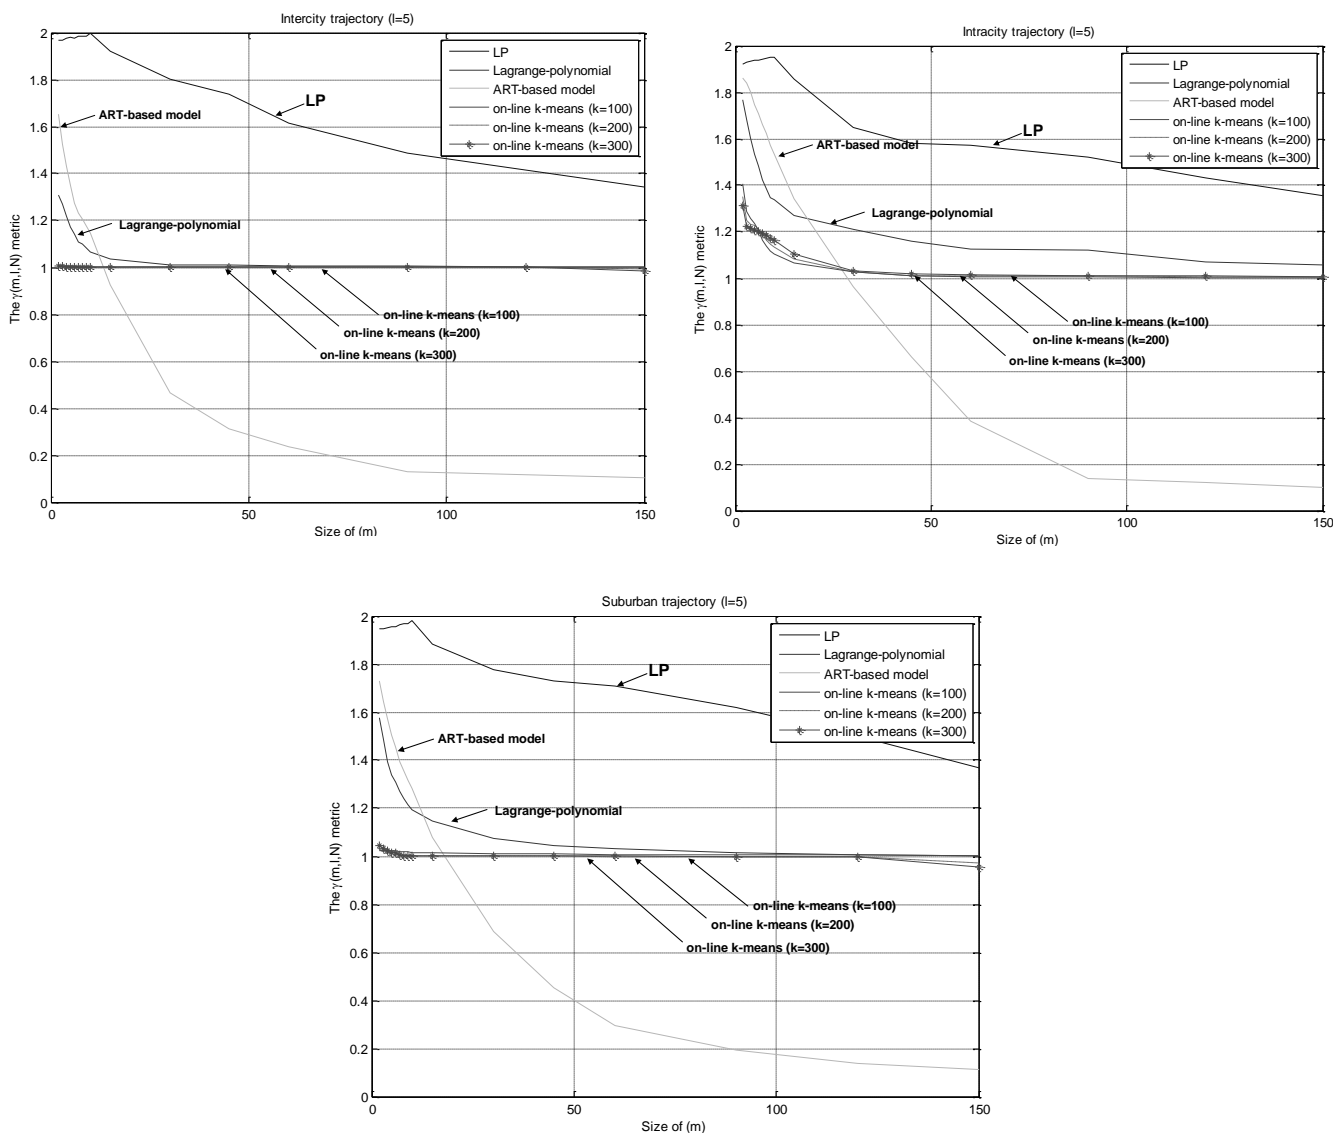 Intercity trajectory (l=5)
The γ(m,l,N) metric
2
1.8
1.6
1.4
1.2
1
0.8
0.6
0.4
0.2
0
0
50
100
150
Size of (m)
LP
Lagrange-polynomial
ART-based model
on-line k-means (k=100)
on-line k-means (k=200)
on-line k-means (k=300)
LP
ART-based model
Lagrange-polynomial
on-line k-means (k=100)
on-line k-means (k=200)
on-line k-means (k=300)
Intracity trajectory (l=5)
The γ(m,l,N) metric
2
1.8
1.6
1.4
1.2
1
0.8
0.6
0.4
0.2
0
0
50
100
150
Size of (m)
LP
Lagrange-polynomial
ART-based model
on-line k-means (k=100)
on-line k-means (k=200)
on-line k-means (k=300)
LP
ART-based model
Lagrange-polynomial
on-line k-means (k=100)
on-line k-means (k=200)
on-line k-means (k=300)
Suburban trajectory (l=5)
The γ(m,l,N) metric
2
1.8
1.6
1.4
1.2
1
0.8
0.6
0.4
0.2
0
0
50
100
150
Size of (m)
LP
Lagrange-polynomial
ART-based model
on-line k-means (k=100)
on-line k-means (k=200)
on-line k-means (k=300)
LP
ART-based model
Lagrange-polynomial
on-line k-means (k=100)
on-line k-means (k=200)
on-line k-means (k=300)